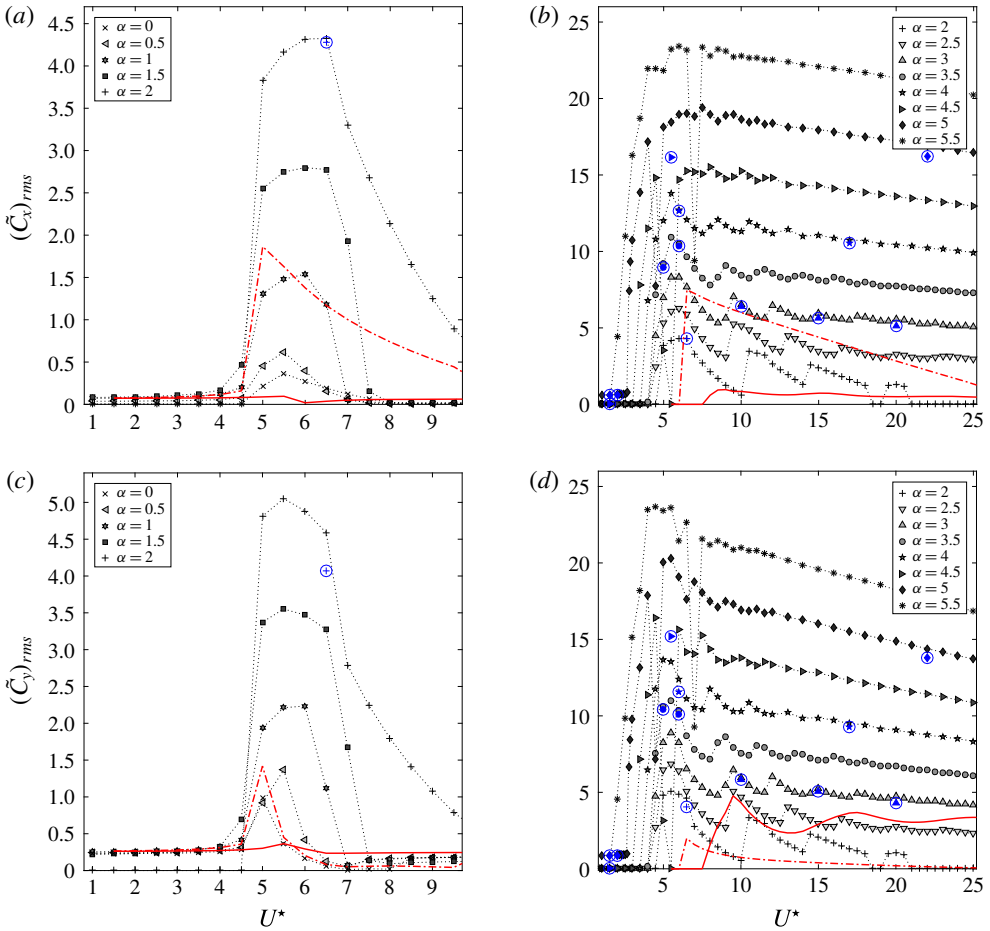 (a)
4.5
4.0
3.5
3.0
2.5
2.0
1.5
1.0
0.5
0
(C̃x)rms
α = 0
α = 0.5
α = 1
α = 1.5
α = 2
1 2 3 4 5 6 7 8 9
(b)
25
20
15
10
5
0
α = 2
α = 2.5
α = 3
α = 3.5
α = 4
α = 4.5
α = 5
α = 5.5
5 10 15 20 25
(c)
5.0
4.5
4.0
3.5
3.0
2.5
2.0
1.5
1.0
0.5
0
(C̃y)rms
α = 0
α = 0.5
α = 1
α = 1.5
α = 2
1 2 3 4 5 6 7 8 9
U⋆
(d)
25
20
15
10
5
0
α = 2
α = 2.5
α = 3
α = 3.5
α = 4
α = 4.5
α = 5
α = 5.5
5 10 15 20 25
U⋆